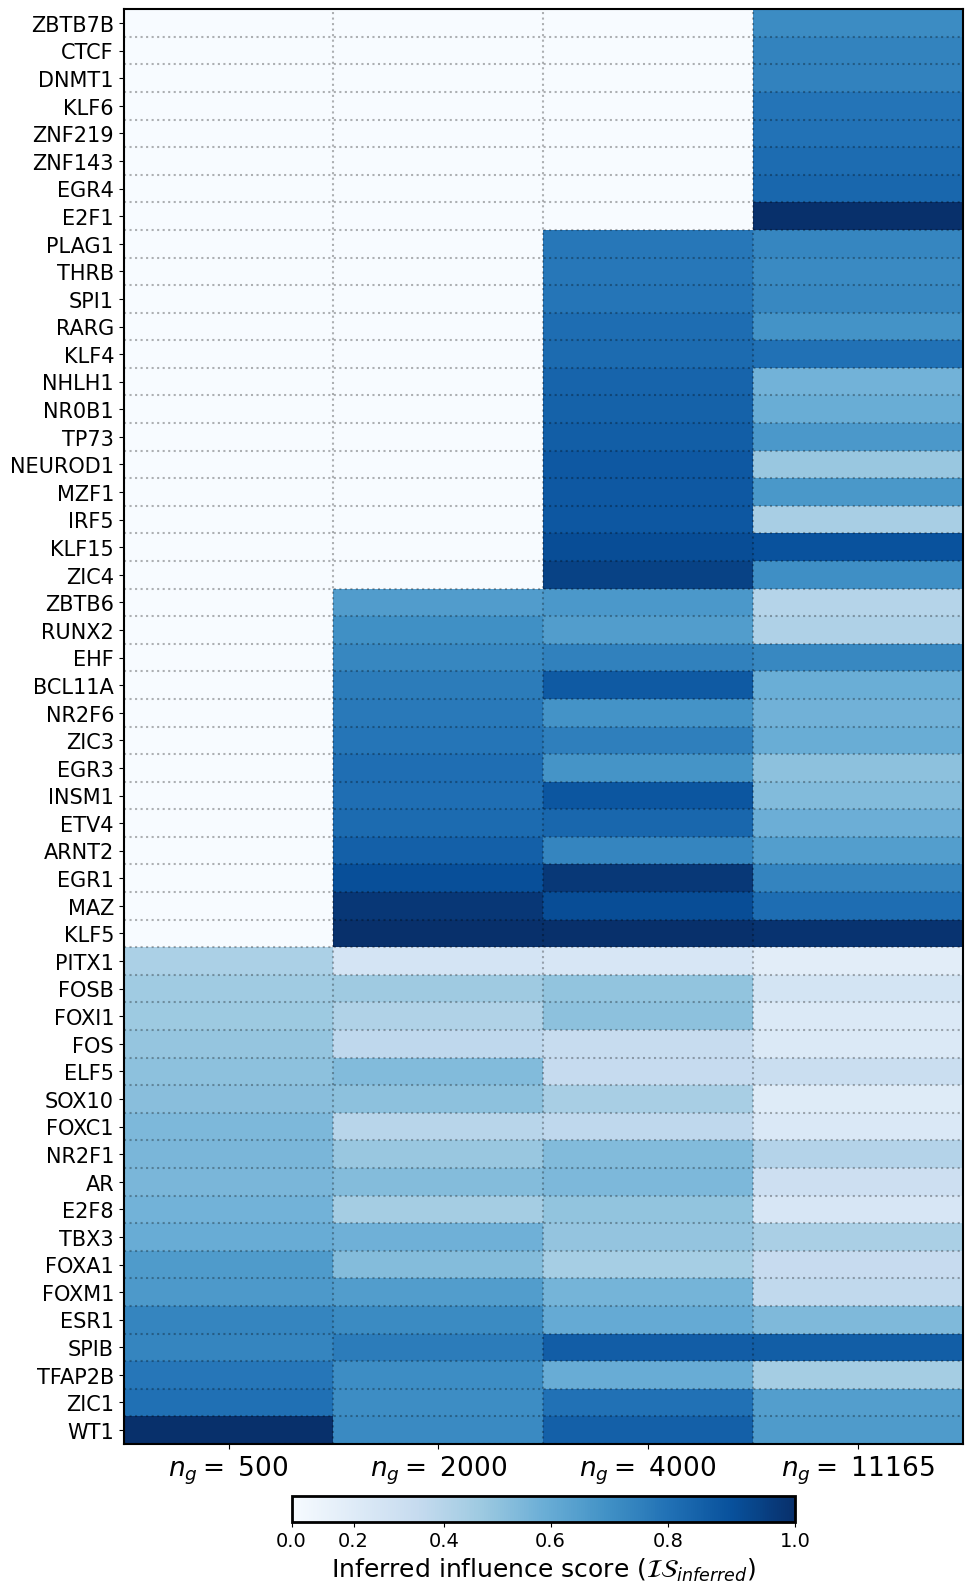 ZBTB7B
CTCF
DNMT1
KLF6
ZNF219
ZNF143
EGR4
E2F1
PLAG1
THRB
SPI1
RARG
KLF4
NHLH1
NR0B1
TP73
NEUROD1
MZF1
IRF5
KLF15
ZIC4
ZBTB6
RUNX2
EHF
BCL11A
NR2F6
ZIC3
EGR3
INSM1
ETV4
ARNT2
EGR1
MAZ
KLF5
PITX1
FOSB
FOXI1
FOS
ELF5
SOX10
FOXC1
NR2F1
AR
E2F8
TBX3
FOXA1
FOXM1
ESR1
SPIB
TFAP2B
ZIC1
WT1
n_g = 500 n_g = 2000 n_g = 4000 n_g = 11165
0.0 0.2 0.4 0.6 0.8 1.0
Inferred influence score (𝓘𝓢_inferred)